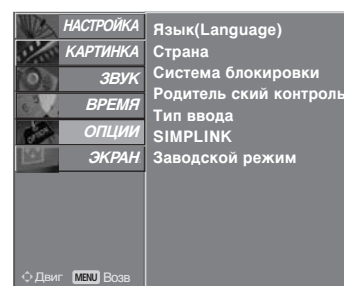 НАСТРОЙКА
КАРТИНКА
ЗВУК
ВРЕМЯ
ОПЦИИ
ЭКРАН
Язык(Language)
Страна
Система блокировки
Родитель ский контроль
Тип ввода
SIMPLINK
Заводской режим
Двиг MENU Возв